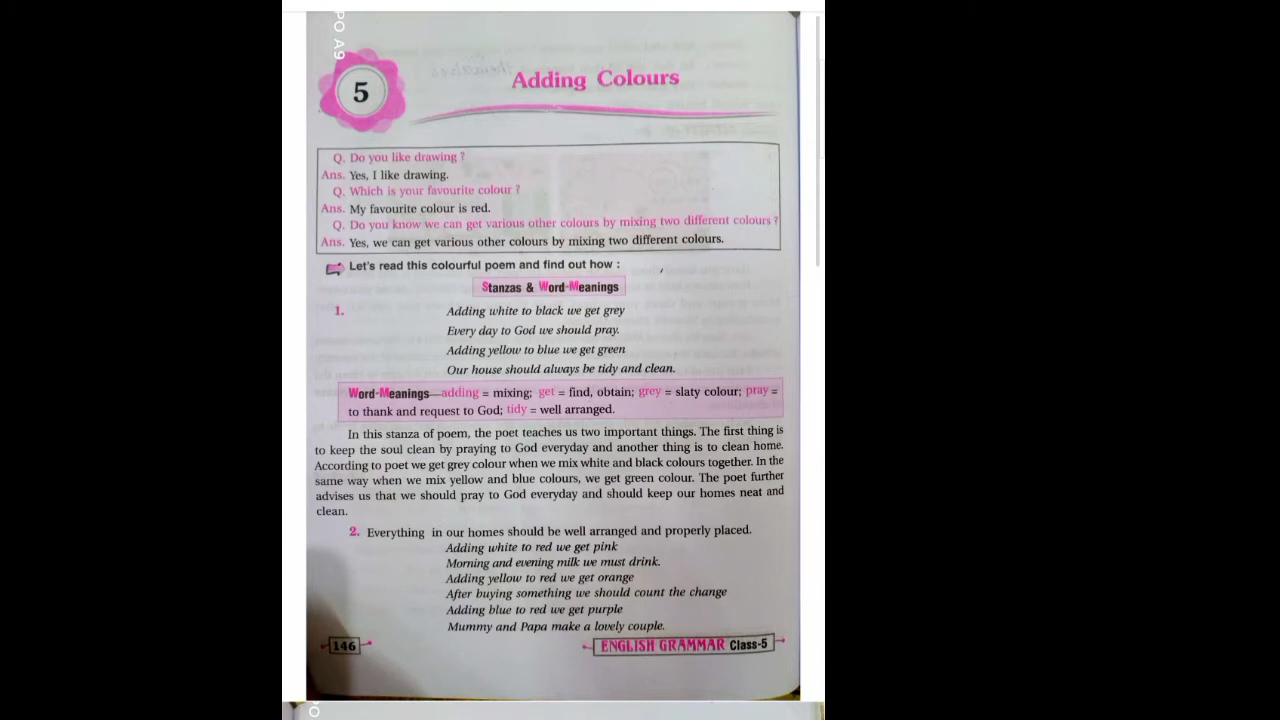 PO A9
5
Adding Colours
Q. Do you like drawing ?
Ans. Yes, I like drawing.
Q. Which is your favourite colour ?
Ans. My favourite colour is red.
Q. Do you know we can get various other colours by mixing two different colours ?
Ans. Yes, we can get various other colours by mixing two different colours.
Let's read this colourful poem and find out how :
Stanzas & Word-Meanings
1. Adding white to black we get grey
Every day to God we should pray.
Adding yellow to blue we get green
Our house should always be tidy and clean.
Word-Meanings—adding = mixing; get = find, obtain; grey = slaty colour; pray =
to thank and request to God; tidy = well arranged.
In this stanza of poem, the poet teaches us two important things. The first thing is
to keep the soul clean by praying to God everyday and another thing is to clean home.
According to poet we get grey colour when we mix white and black colours together. In the
same way when we mix yellow and blue colours, we get green colour. The poet further
advises us that we should pray to God everyday and should keep our homes neat and
clean.
2. Everything in our homes should be well arranged and properly placed.
Adding white to red we get pink
Morning and evening milk we must drink.
Adding yellow to red we get orange
After buying something we should count the change
Adding blue to red we get purple
Mummy and Papa make a lovely couple.
146
ENGLISH GRAMMAR Class-5